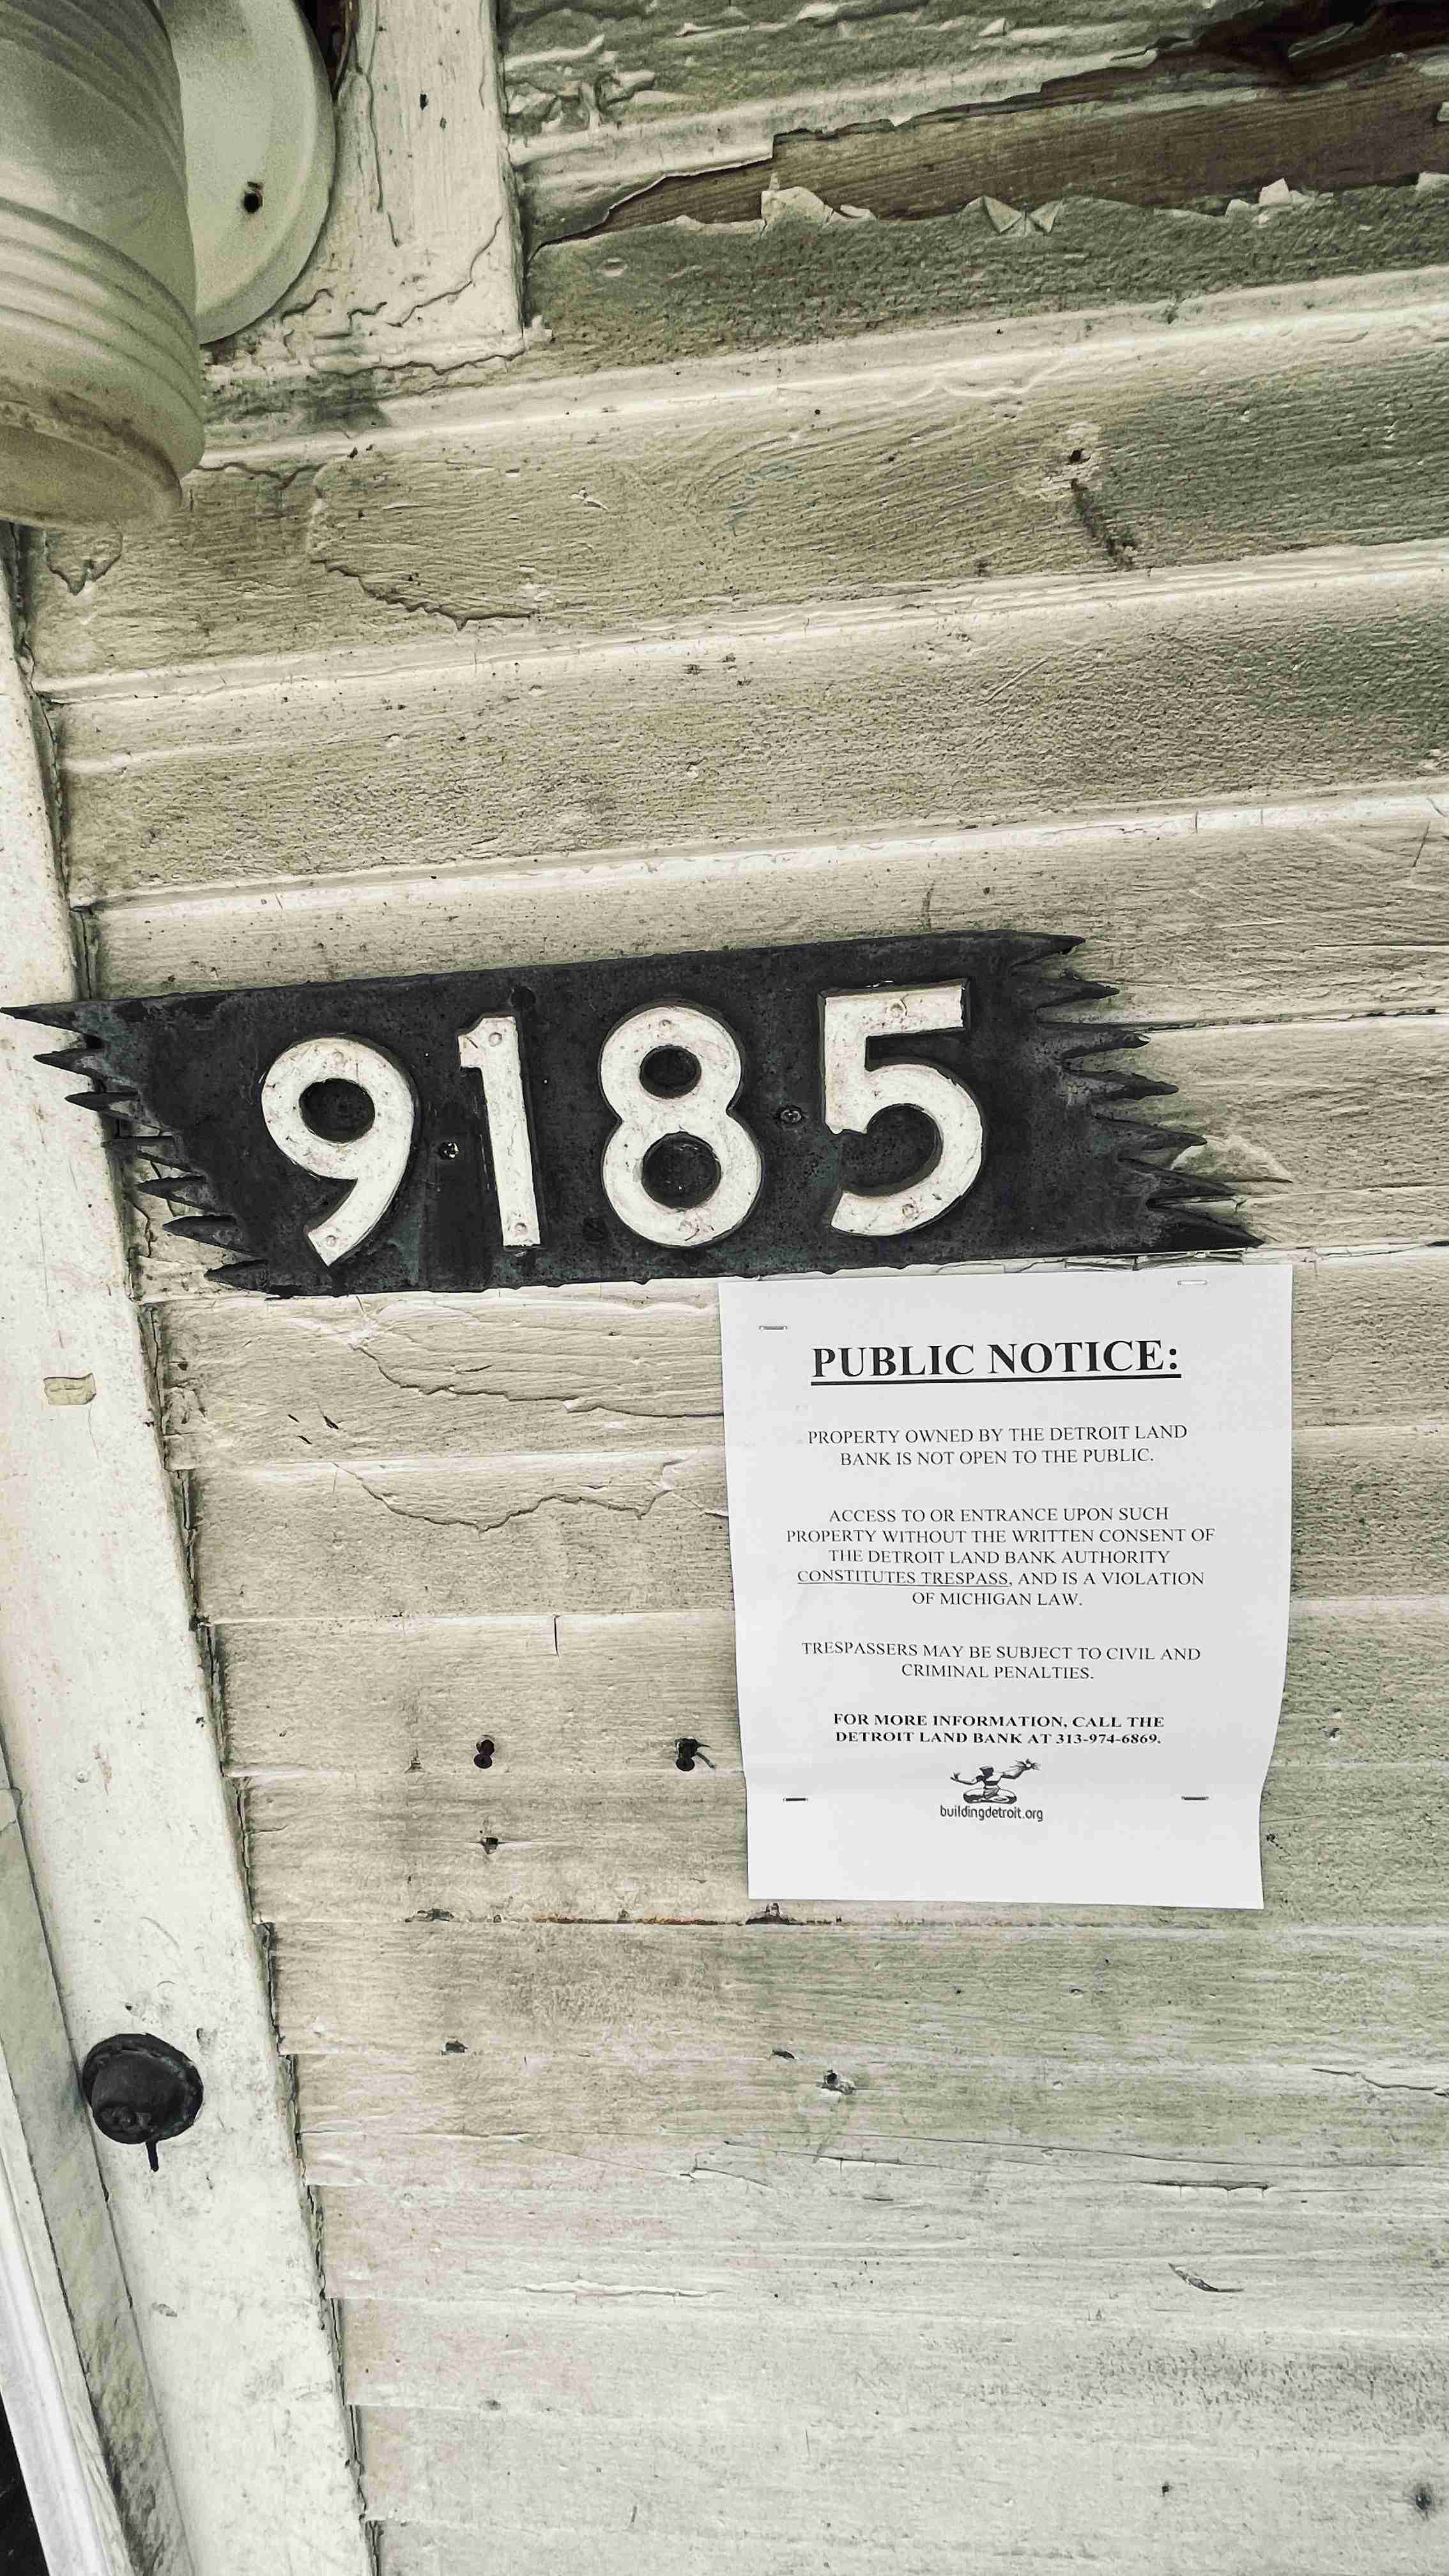 9185
PUBLIC NOTICE:
PROPERTY OWNED BY THE DETROIT LAND
BANK IS NOT OPEN TO THE PUBLIC.
ACCESS TO OR ENTRANCE UPON SUCH
PROPERTY WITHOUT THE WRITTEN CONSENT OF
THE DETROIT LAND BANK AUTHORITY
CONSTITUTES TRESPASS, AND IS A VIOLATION
OF MICHIGAN LAW.
TRESPASSERS MAY BE SUBJECT TO CIVIL AND
CRIMINAL PENALTIES.
FOR MORE INFORMATION, CALL THE
DETROIT LAND BANK AT 313-974-6869.
buildingdetroit.org